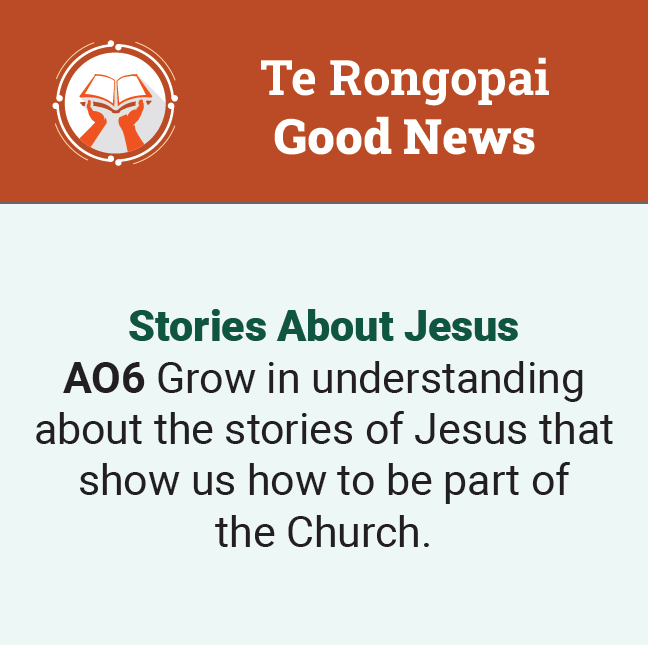 Te Rongopai
Good News
Stories About Jesus
AO6 Grow in understanding
about the stories of Jesus that
show us how to be part of
the Church.